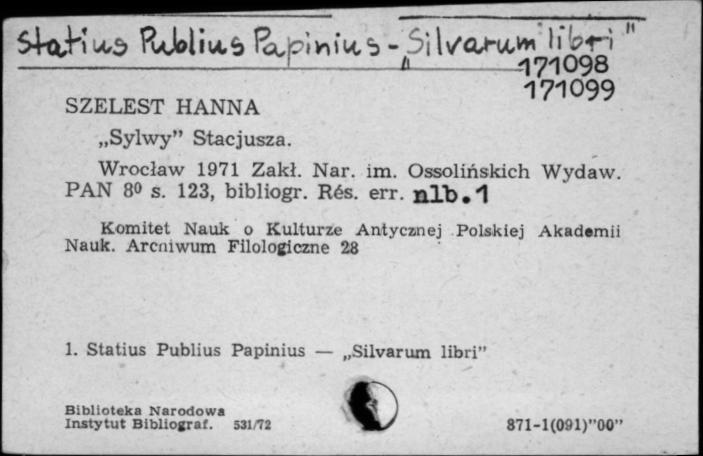 Statius Publius Papinius - „Silvarum libri"
171098
171099
SZELEST HANNA
„Sylwy” Stacjusza.
Wrocław 1971 Zakł. Nar. im. Ossolińskich Wydaw.
PAN 8⁰ s. 123, bibliogr. Rés. err. nlb.1
Komitet Nauk o Kulturze Antycznej Polskiej Akademii
Nauk. Archiwum Filologiczne 28
1. Statius Publius Papinius — „Silvarum libri”
Biblioteka Narodowa
Instytut Bibliograf. 531/72
871-1(091)”00”